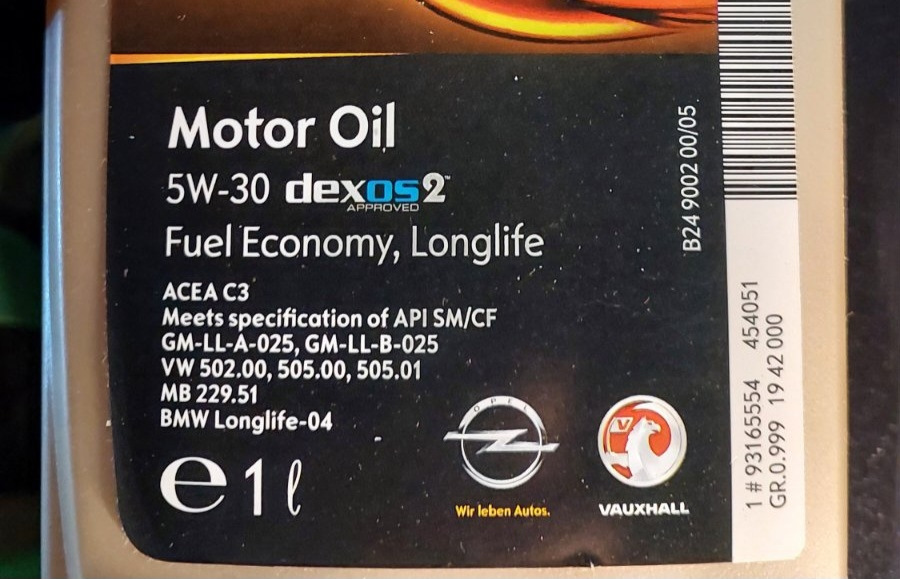 Motor Oil
5W-30 dexos2™
APPROVED
Fuel Economy, Longlife
ACEA C3
Meets specification of API SM/CF
GM-LL-A-025, GM-LL-B-025
VW 502.00, 505.00, 505.01
MB 229.51
BMW Longlife-04
e 1 ℓ
OPEL
Wir leben Autos.
V
VAUXHALL
B24 9002 00/05
1 # 93165554 454051
GR.0.999 19 42 000